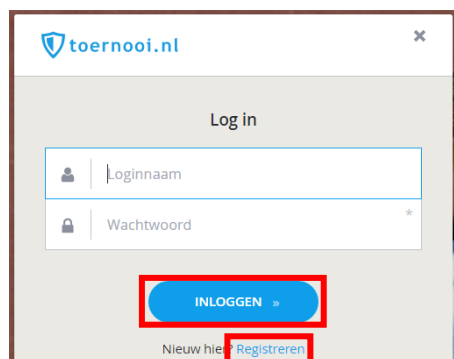 toernooi.nl ×
Log in
Loginnaam
Wachtwoord *
INLOGGEN »
Nieuw hier? Registreren